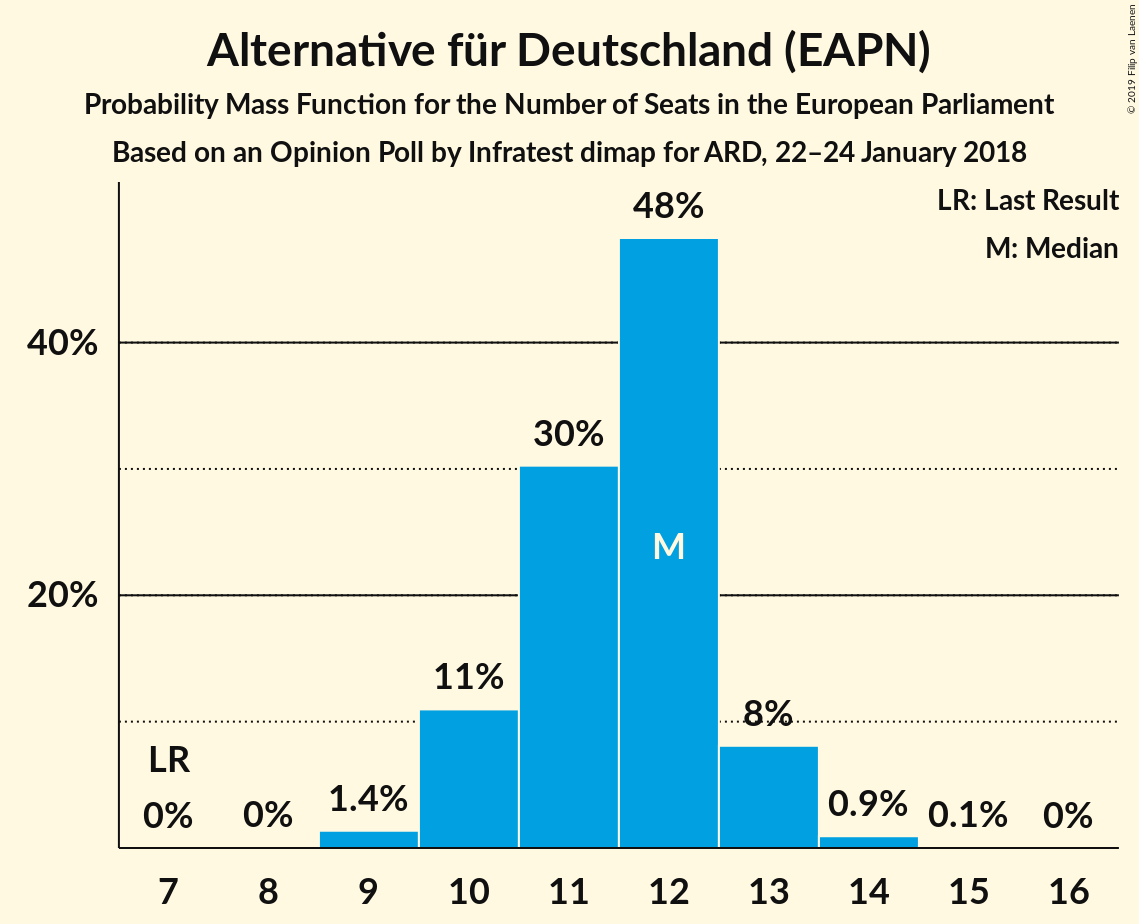 Alternative für Deutschland (EAPN)
Probability Mass Function for the Number of Seats in the European Parliament
Based on an Opinion Poll by Infratest dimap for ARD, 22–24 January 2018
© 2019 Filip van Laenen
LR: Last Result
M: Median
48%
40%
30%
M
20%
11%
8%
LR
0%
0%
1.4%
0.9%
0.1%
0%
7 8 9 10 11 12 13 14 15 16